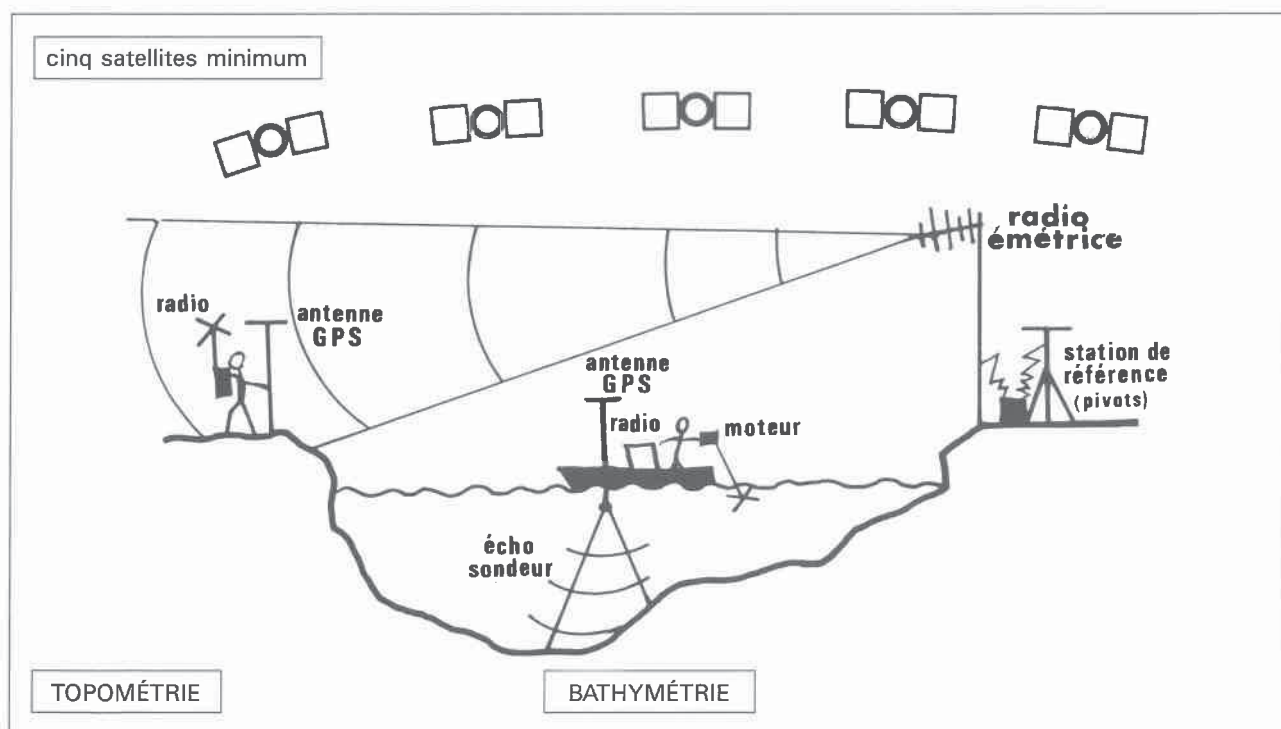 cinq satellites minimum
radio
émétrice
radio
antenne
GPS
antenne
GPS
station de
référence
(pivots)
radio
moteur
écho
sondeur
TOPOMÉTRIE
BATHYMÉTRIE